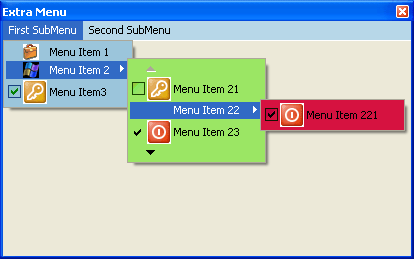 Extra Menu
First SubMenu Second SubMenu
Menu Item 1
Menu Item 2
Menu Item3
Menu Item 21
Menu Item 22
Menu Item 23
Menu Item 221